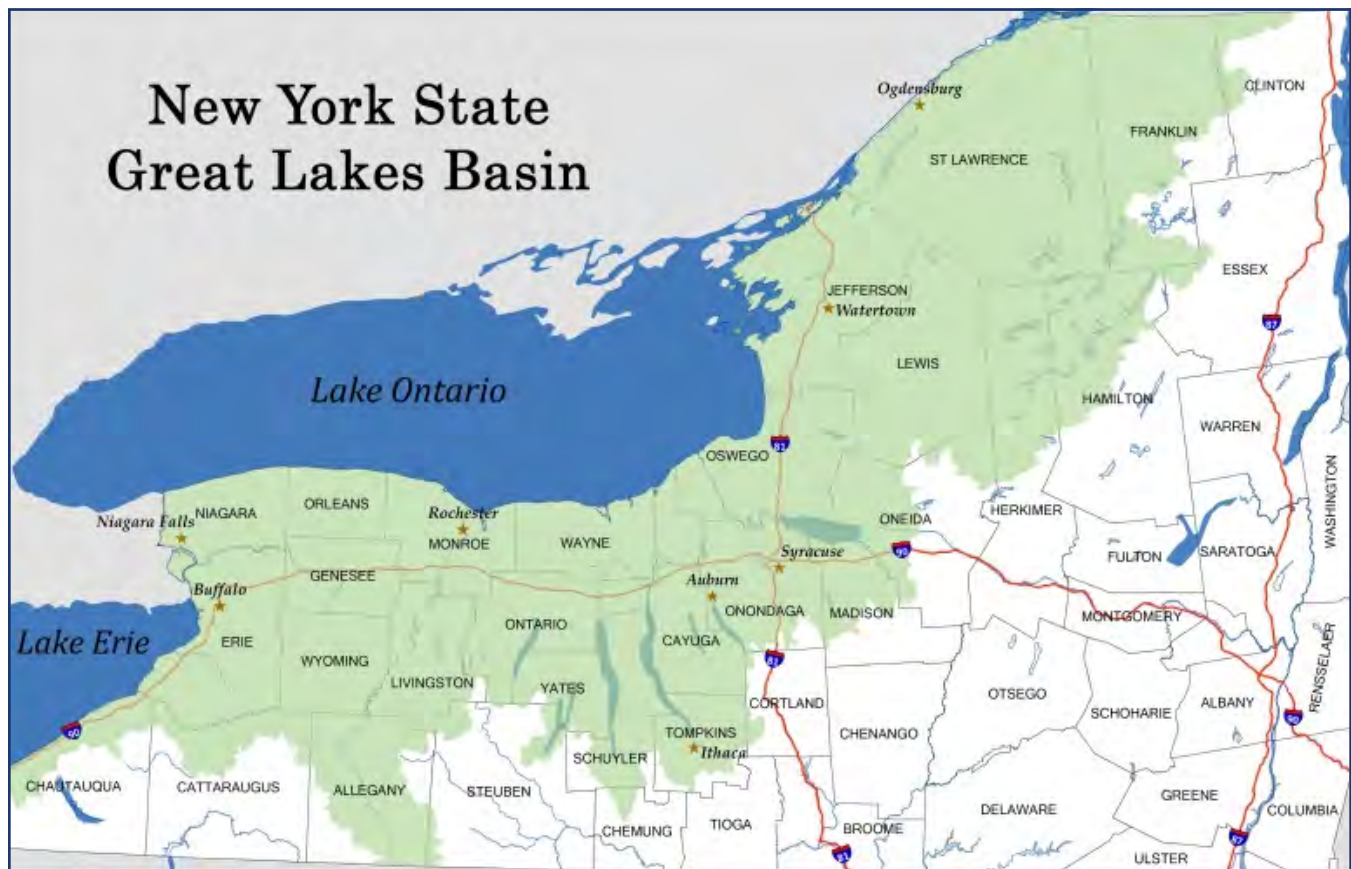 New York State
Great Lakes Basin
Ogdensburg
CLINTON
FRANKLIN
ST LAWRENCE
ESSEX
JEFFERSON
Watertown
87
LEWIS
Lake Ontario
HAMILTON
WARREN
81
OSWEGO
WASHINGTON
ORLEANS
NIAGARA
Niagara Falls
Rochester
MONROE
WAYNE
ONEIDA
HERKIMER
90
Syracuse
FULTON
SARATOGA
GENESEE
Auburn
Buffalo
ONONDAGA
MADISON
MONTGOMERY
ONTARIO
Lake Erie
ERIE
CAYUGA
WYOMING
81
RENSSELAER
LIVINGSTON
YATES
OTSEGO
CORTLAND
ALBANY
SCHOHARIE
90
90
TOMPKINS
CHENANGO
Ithaca
SCHUYLER
CHAUTAUQUA
CATTARAUGUS
ALLEGANY
STEUBEN
GREENE
DELAWARE
COLUMBIA
TIOGA
CHEMUNG
BROOME
87
81
ULSTER